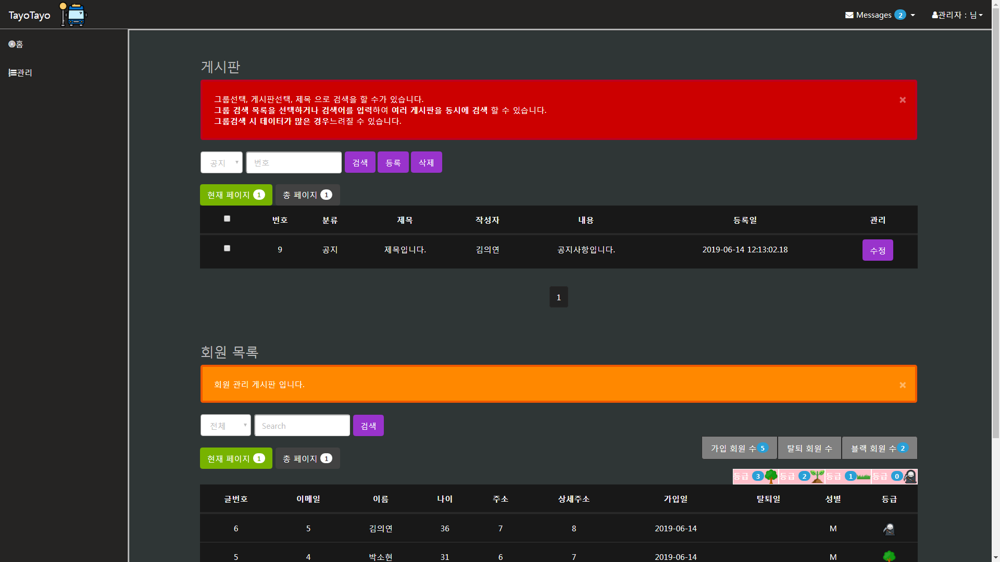 TayoTayo
Messages 2
관리자 : 님
홈
관리
게시판
그룹선택, 게시판선택, 제목 으로 검색을 할 수가 있습니다.
그룹 검색 목록을 선택하거나 검색어를 입력하여 여러 게시판을 동시에 검색 할 수 있습니다.
그룹검색 시 데이터가 많은 경우느려질 수 있습니다.
×
공지 번호 검색 등록 삭제
현재 페이지 1 총 페이지 1
번호 분류 제목 작성자 내용 등록일 관리
9 공지 제목입니다. 김의연 공지사항입니다. 2019-06-14 12:13:02.18 수정
1
회원 목록
회원 관리 게시판 입니다. ×
전체 Search 검색
가입 회원 수 5 탈퇴 회원 수 블랙 회원 수 2
현재 페이지 1 총 페이지 1
등급 3 등급 2 등급 1 등급 0
글번호 이메일 이름 나이 주소 상세주소 가입일 탈퇴일 성별 등급
6 5 김의연 36 7 8 2019-06-14 M
5 4 박소현 31 6 7 2019-06-14 M